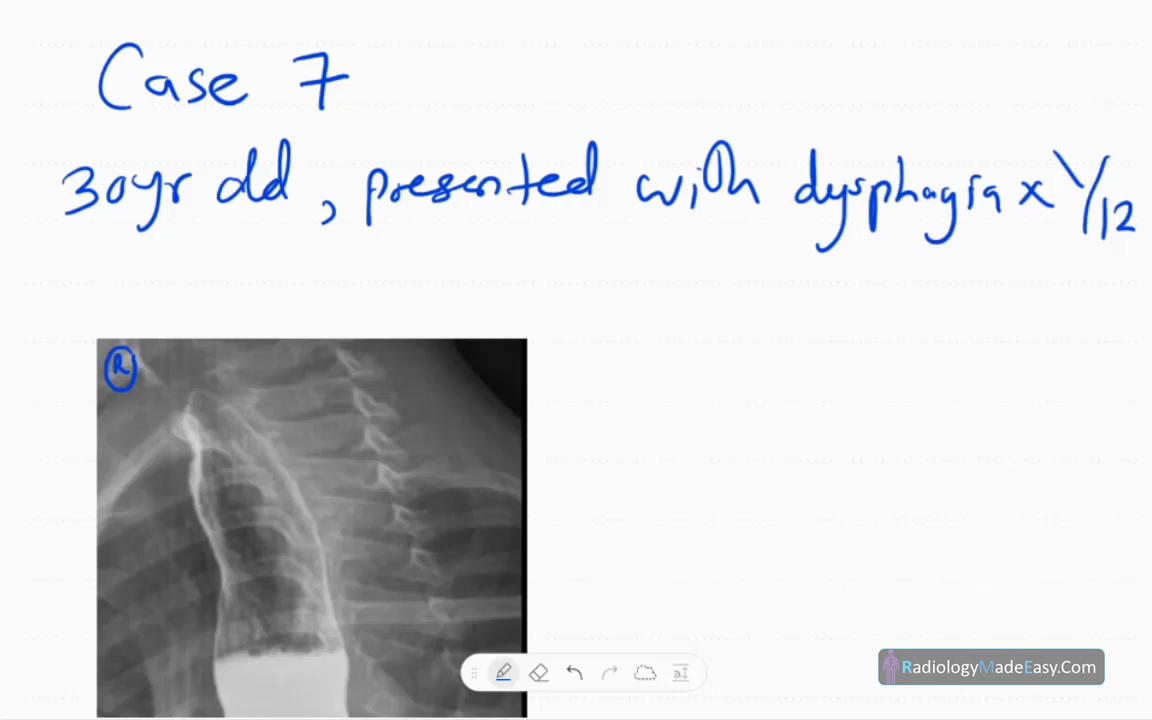 Case 7
30yr old, presented with dysphagia x 1/12
R
RadiologyMadeEasy.Com